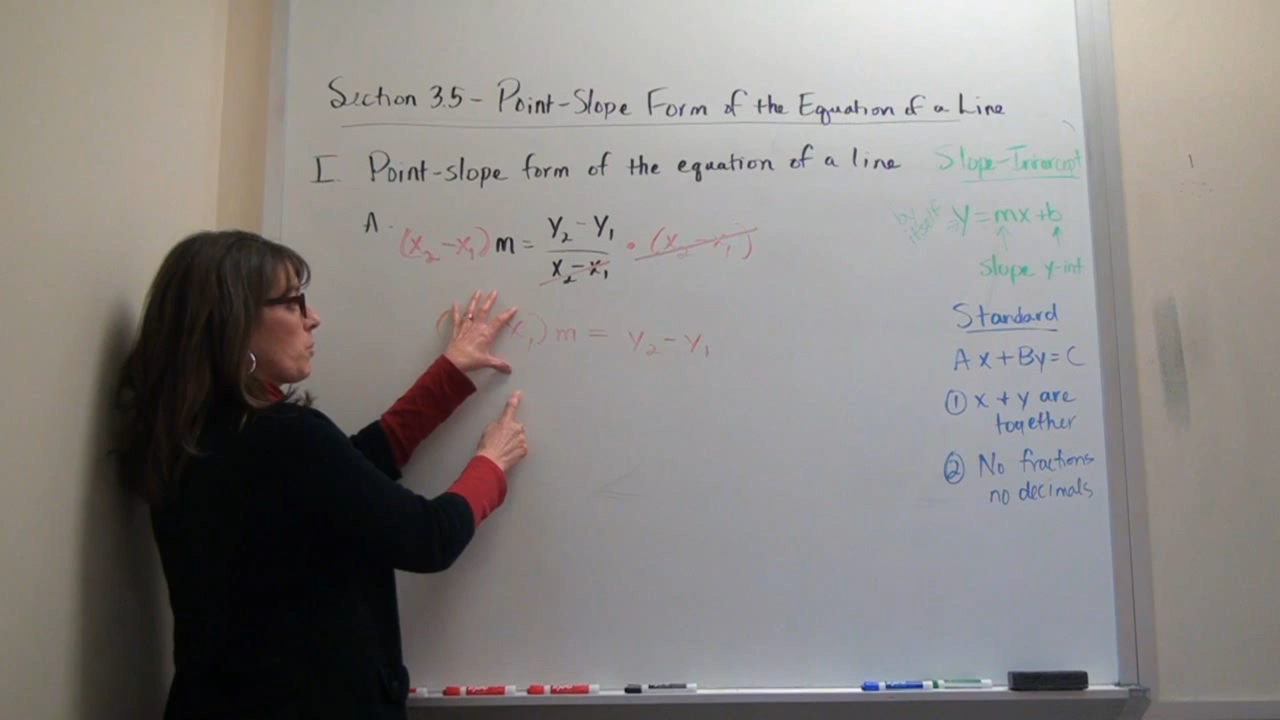 Section 3.5 - Point-Slope Form of the Equation of a Line
I. Point-slope form of the equation of a line
A. (x₂ - x₁) m = y₂ - y₁ / x₂ - x₁ • (x₂ - x₁)
x₁) m = y₂ - y₁
Slope-Intercept
by itself
y = mx + b
slope y-int
Standard
Ax + By = C
① x + y are
together
② No fractions
no decimals